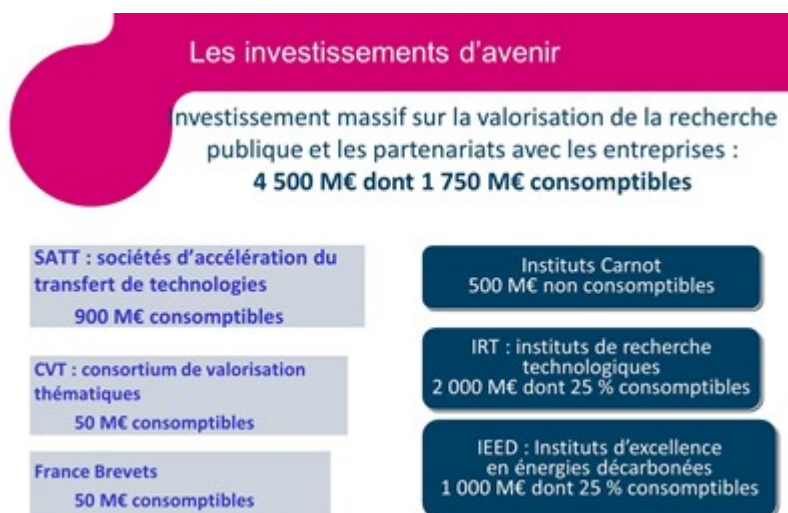 Les investissements d'avenir
Investissement massif sur la valorisation de la recherche
publique et les partenariats avec les entreprises :
4 500 M€ dont 1 750 M€ consomptibles
SATT : sociétés d'accélération du
transfert de technologies
900 M€ consomptibles
CVT : consortium de valorisation
thématiques
50 M€ consomptibles
France Brevets
50 M€ consomptibles
Instituts Carnot
500 M€ non consomptibles
IRT : instituts de recherche
technologiques
2 000 M€ dont 25 % consomptibles
IEED : Instituts d'excellence
en énergies décarbonées
1 000 M€ dont 25 % consomptibles